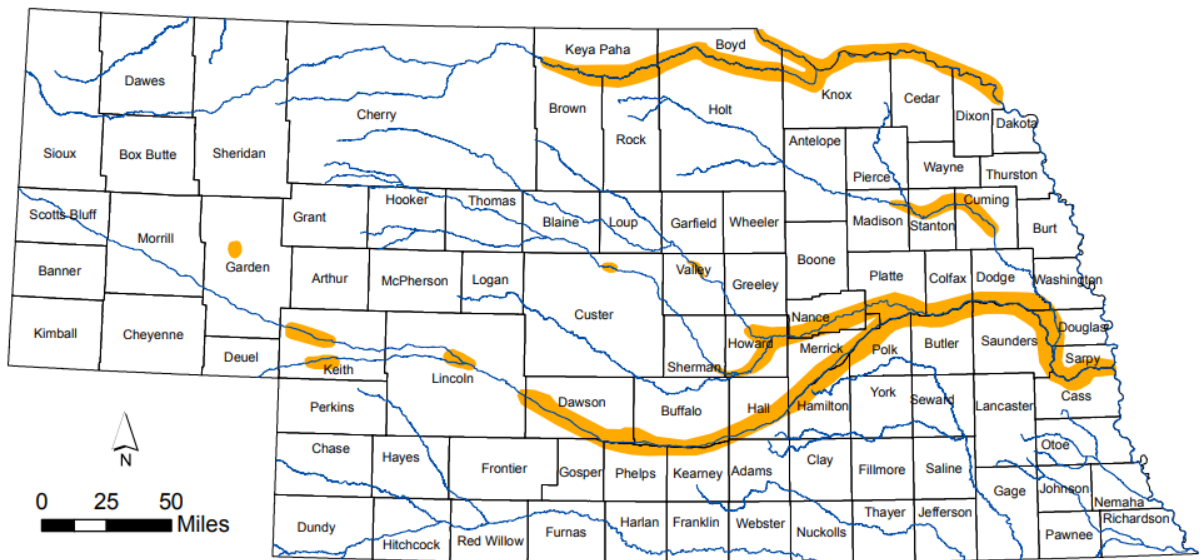 Keya Paha
Boyd
Dawes
Cherry
Brown
Rock
Holt
Knox
Cedar
Dixon
Dakota
Sioux
Box Butte
Sheridan
Antelope
Pierce
Wayne
Thurston
Scotts Bluff
Morrill
Garden
Grant
Hooker
Thomas
Blaine
Loup
Garfield
Wheeler
Madison
Stanton
Cuming
Burt
Banner
Arthur
McPherson
Logan
Custer
Valley
Greeley
Boone
Platte
Colfax
Dodge
Washington
Kimball
Cheyenne
Deuel
Keith
Lincoln
Sherman
Howard
Nance
Merrick
Polk
Butler
Saunders
Douglas
Sarpy
Cass
Perkins
Dawson
Buffalo
Hall
Hamilton
York
Seward
Lancaster
Otoe
Chase
Hayes
Frontier
Gosper
Phelps
Kearney
Adams
Clay
Fillmore
Saline
Gage
Johnson
Nemaha
Dundy
Hitchcock
Red Willow
Furnas
Harlan
Franklin
Webster
Nuckolls
Thayer
Jefferson
Pawnee
Richardson
N
0 25 50
Miles